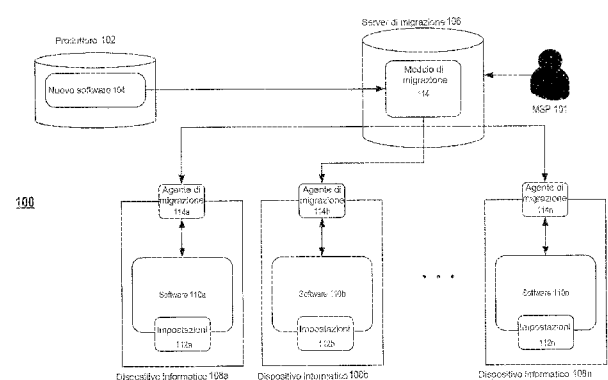 Produttore 102
Nuovo software 104
Server di migrazione 106
Modulo di
migrazione
114
MSP 101
100
Agente di
migrazione
114a
Software 110a
Impostazioni
112a
Dispositivo Informatico 108a
Agente di
migrazione
114b
Software 110b
Impostazioni
112b
Dispositivo Informatico 108b
. . .
Agente di
migrazione
114n
Software 110n
Impostazioni
112n
Dispositivo Informatico 108n